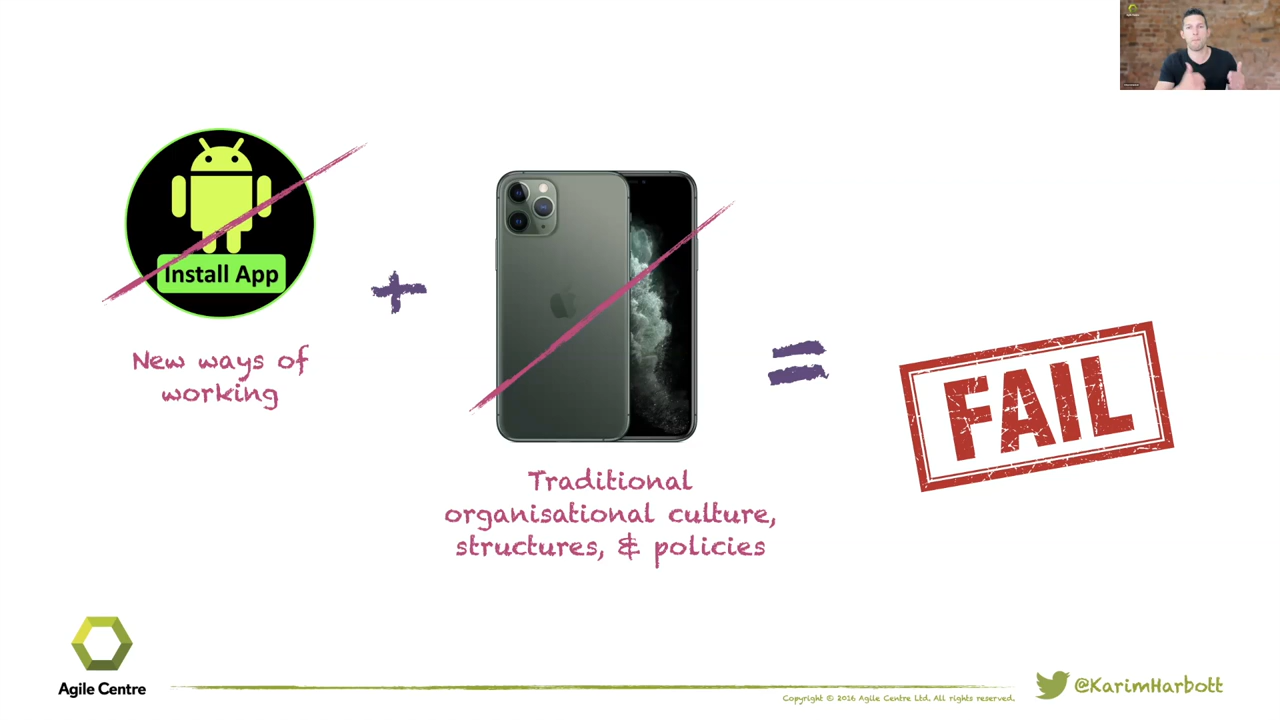 Install App
New ways of
working
Traditional
organisational culture,
structures, & policies
FAIL
Agile Centre
Copyright © 2016 Agile Centre Ltd. All rights reserved.
@KarimHarbott